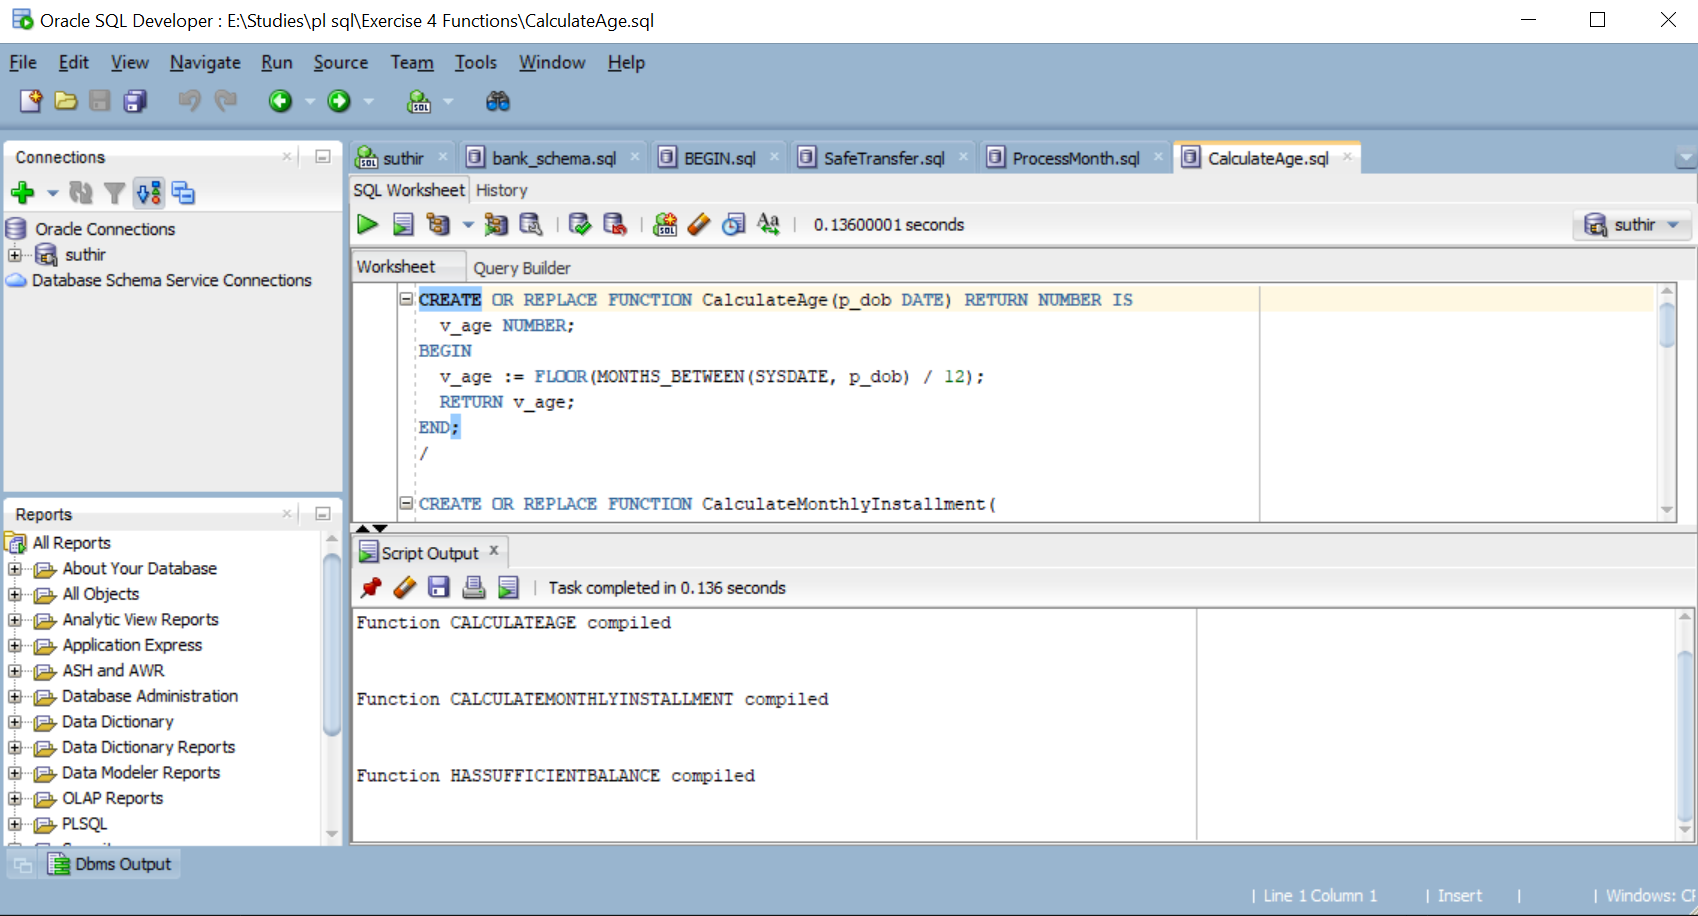 Oracle SQL Developer : E:\Studies\pl sql\Exercise 4 Functions\CalculateAge.sql
File Edit View Navigate Run Source Team Tools Window Help
Connections
Oracle Connections
suthir
Database Schema Service Connections
Reports
All Reports
About Your Database
All Objects
Analytic View Reports
Application Express
ASH and AWR
Database Administration
Data Dictionary
Data Dictionary Reports
Data Modeler Reports
OLAP Reports
PLSQL
suthir bank_schema.sql BEGIN.sql SafeTransfer.sql ProcessMonth.sql CalculateAge.sql
SQL Worksheet History
0.13600001 seconds
suthir
Worksheet Query Builder
CREATE OR REPLACE FUNCTION CalculateAge(p_dob DATE) RETURN NUMBER IS
v_age NUMBER;
BEGIN
v_age := FLOOR(MONTHS_BETWEEN(SYSDATE, p_dob) / 12);
RETURN v_age;
END;
/
CREATE OR REPLACE FUNCTION CalculateMonthlyInstallment(
Script Output
Task completed in 0.136 seconds
Function CALCULATEAGE compiled
Function CALCULATEMONTHLYINSTALLMENT compiled
Function HASSUFFICIENTBALANCE compiled
Dbms Output
| Line 1 Column 1 | Insert | | Windows: